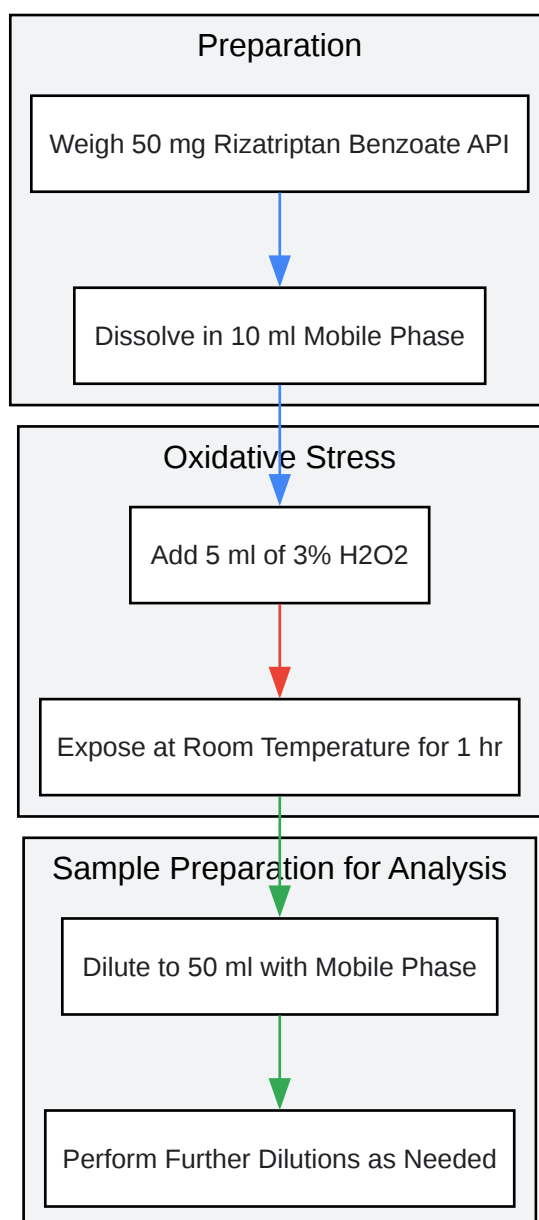 Preparation
Weigh 50 mg Rizatriptan Benzoate API
Dissolve in 10 ml Mobile Phase
Oxidative Stress
Add 5 ml of 3% H2O2
Expose at Room Temperature for 1 hr
Sample Preparation for Analysis
Dilute to 50 ml with Mobile Phase
Perform Further Dilutions as Needed